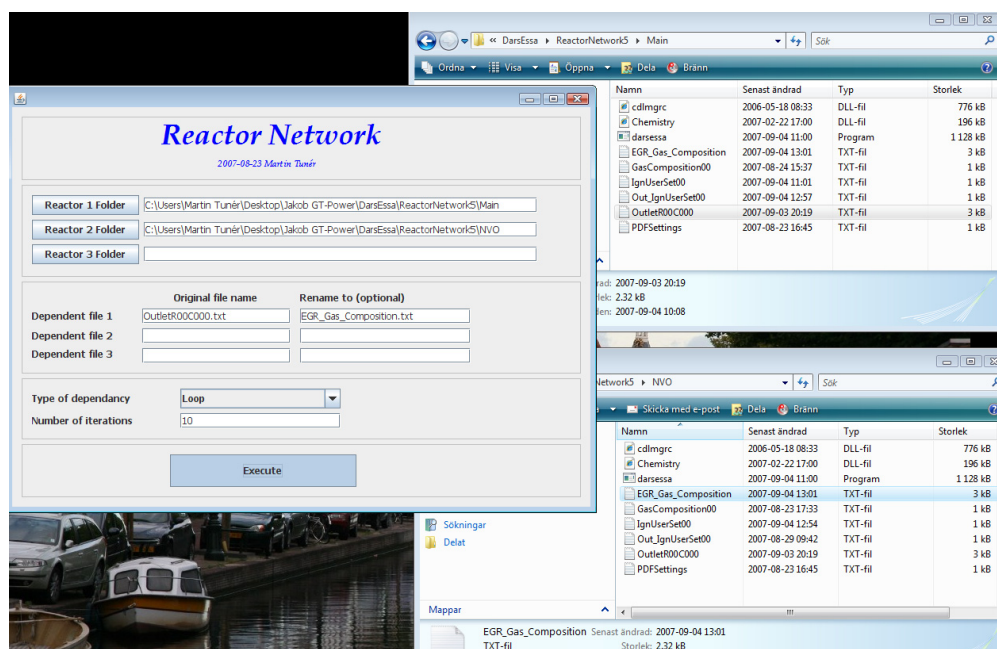 Reactor Network
2007-08-23 Martin Tunér
Reactor 1 Folder C:\Users\Martin Tunér\Desktop\Jakob GT-Power\DarsEssa\ReactorNetwork5\Main
Reactor 2 Folder C:\Users\Martin Tunér\Desktop\Jakob GT-Power\DarsEssa\ReactorNetwork5\NVO
Reactor 3 Folder
Original file name Rename to (optional)
Dependent file 1 OutletR00C000.txt EGR_Gas_Composition.txt
Dependent file 2
Dependent file 3
Type of dependancy Loop
Number of iterations 10
Execute
« DarsEssa Reactor­Network5 Main Sök
Ordna Visa Öppna Dela Bränn
Namn Senast ändrad Typ Storlek
cdlmgrc 2006-05-18 08:33 DLL-fil 776 kB
Chemistry 2007-02-22 17:00 DLL-fil 196 kB
darsessa 2007-09-04 11:00 Program 1 128 kB
EGR_Gas_Composition 2007-09-04 13:01 TXT-fil 3 kB
GasComposition00 2007-08-24 15:37 TXT-fil 1 kB
IgnUserSet00 2007-09-04 11:01 TXT-fil 1 kB
Out_IgnUserSet00 2007-09-04 12:57 TXT-fil 1 kB
OutletR00C000 2007-09-03 20:19 TXT-fil 3 kB
PDFSettings 2007-08-23 16:45 TXT-fil 1 kB
rad: 2007-09-03 20:19
lek: 2.32 kB
en: 2007-09-04 10:08
etwork5 NVO Sök
Skicka med e-post Dela Bränn
Namn Senast ändrad Typ Storlek
cdlmgrc 2006-05-18 08:33 DLL-fil 776 kB
Chemistry 2007-02-22 17:00 DLL-fil 196 kB
darsessa 2007-09-04 11:00 Program 1 128 kB
EGR_Gas_Composition 2007-09-04 13:01 TXT-fil 3 kB
GasComposition00 2007-08-23 17:33 TXT-fil 1 kB
IgnUserSet00 2007-09-04 12:54 TXT-fil 1 kB
Out_IgnUserSet00 2007-08-29 09:42 TXT-fil 1 kB
OutletR00C000 2007-09-03 20:19 TXT-fil 3 kB
PDFSettings 2007-08-23 16:45 TXT-fil 1 kB
Sökningar
Delat
Mappar
EGR_Gas_Composition Senast ändrad: 2007-09-04 13:01
TXT-fil Storlek: 2.32 kB